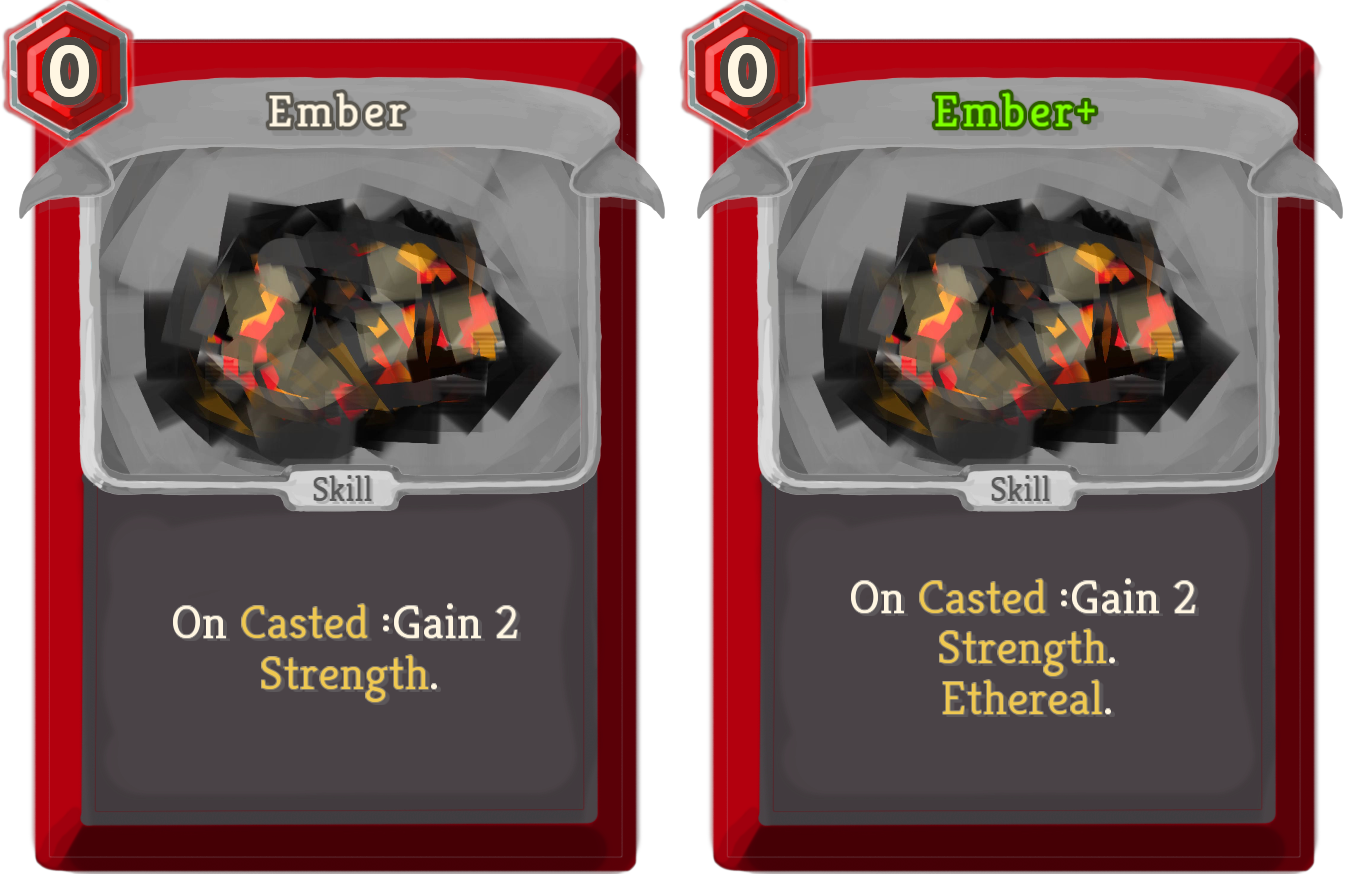 0
Ember
Skill
On Casted :Gain 2
Strength.
0
Ember+
Skill
On Casted :Gain 2
Strength.
Ethereal.